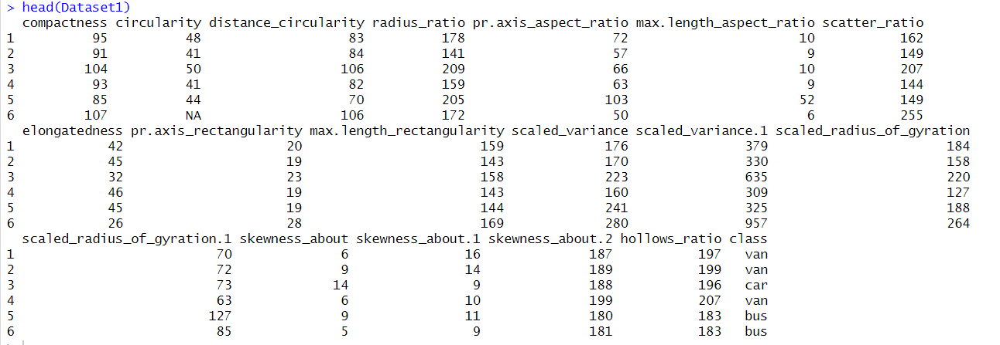 > head(Dataset1)
compactness circularity distance_circularity radius_ratio pr.axis_aspect_ratio max.length_aspect_ratio scatter_ratio
1 95 48 83 178 72 10 162
2 91 41 84 141 57 9 149
3 104 50 106 209 66 10 207
4 93 41 82 159 63 9 144
5 85 44 70 205 103 52 149
6 107 NA 106 172 50 6 255
elongatedness pr.axis_rectangularity max.length_rectangularity scaled_variance scaled_variance.1 scaled_radius_of_gyration
1 42 20 159 176 379 184
2 45 19 143 170 330 158
3 32 23 158 223 635 220
4 46 19 143 160 309 127
5 45 19 144 241 325 188
6 26 28 169 280 957 264
scaled_radius_of_gyration.1 skewness_about skewness_about.1 skewness_about.2 hollows_ratio class
1 70 6 16 187 197 van
2 72 9 14 189 199 van
3 73 14 9 188 196 car
4 63 6 10 199 207 van
5 127 9 11 180 183 bus
6 85 5 9 181 183 bus